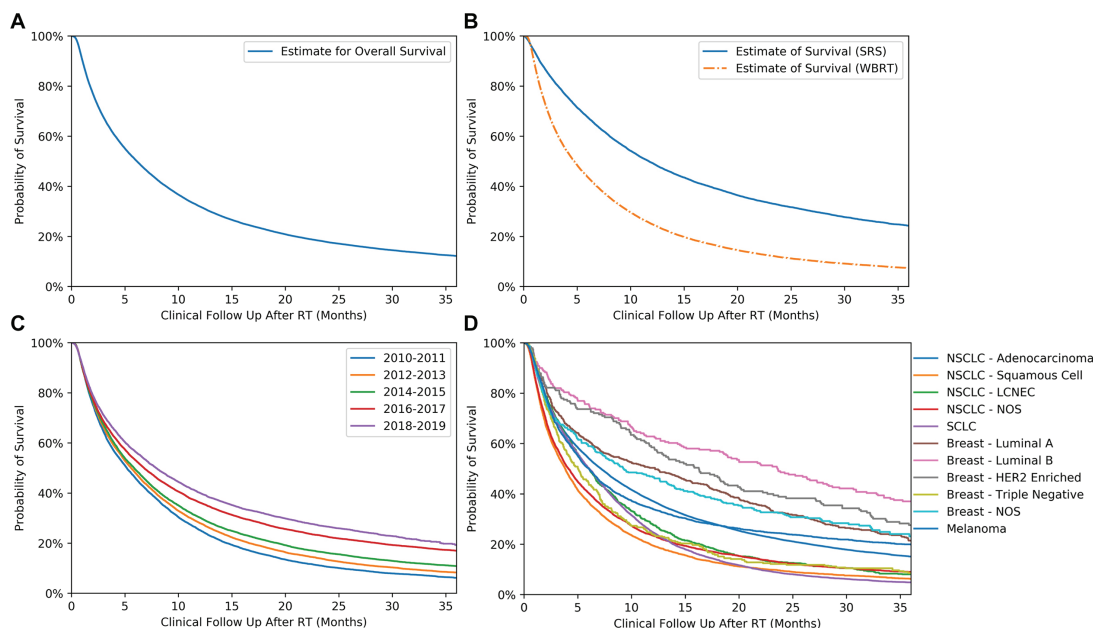 A
100%
80%
60%
40%
20%
0%
Probability of Survival
0 5 10 15 20 25 30 35
Clinical Follow Up After RT (Months)
Estimate for Overall Survival
B
100%
80%
60%
40%
20%
0%
Probability of Survival
0 5 10 15 20 25 30 35
Clinical Follow Up After RT (Months)
Estimate of Survival (SRS)
Estimate of Survival (WBRT)
C
100%
80%
60%
40%
20%
0%
Probability of Survival
0 5 10 15 20 25 30 35
Clinical Follow Up After RT (Months)
2010-2011
2012-2013
2014-2015
2016-2017
2018-2019
D
100%
80%
60%
40%
20%
0%
Probability of Survival
0 5 10 15 20 25 30 35
Clinical Follow Up After RT (Months)
NSCLC - Adenocarcinoma
NSCLC - Squamous Cell
NSCLC - LCNEC
NSCLC - NOS
SCLC
Breast - Luminal A
Breast - Luminal B
Breast - HER2 Enriched
Breast - Triple Negative
Breast - NOS
Melanoma